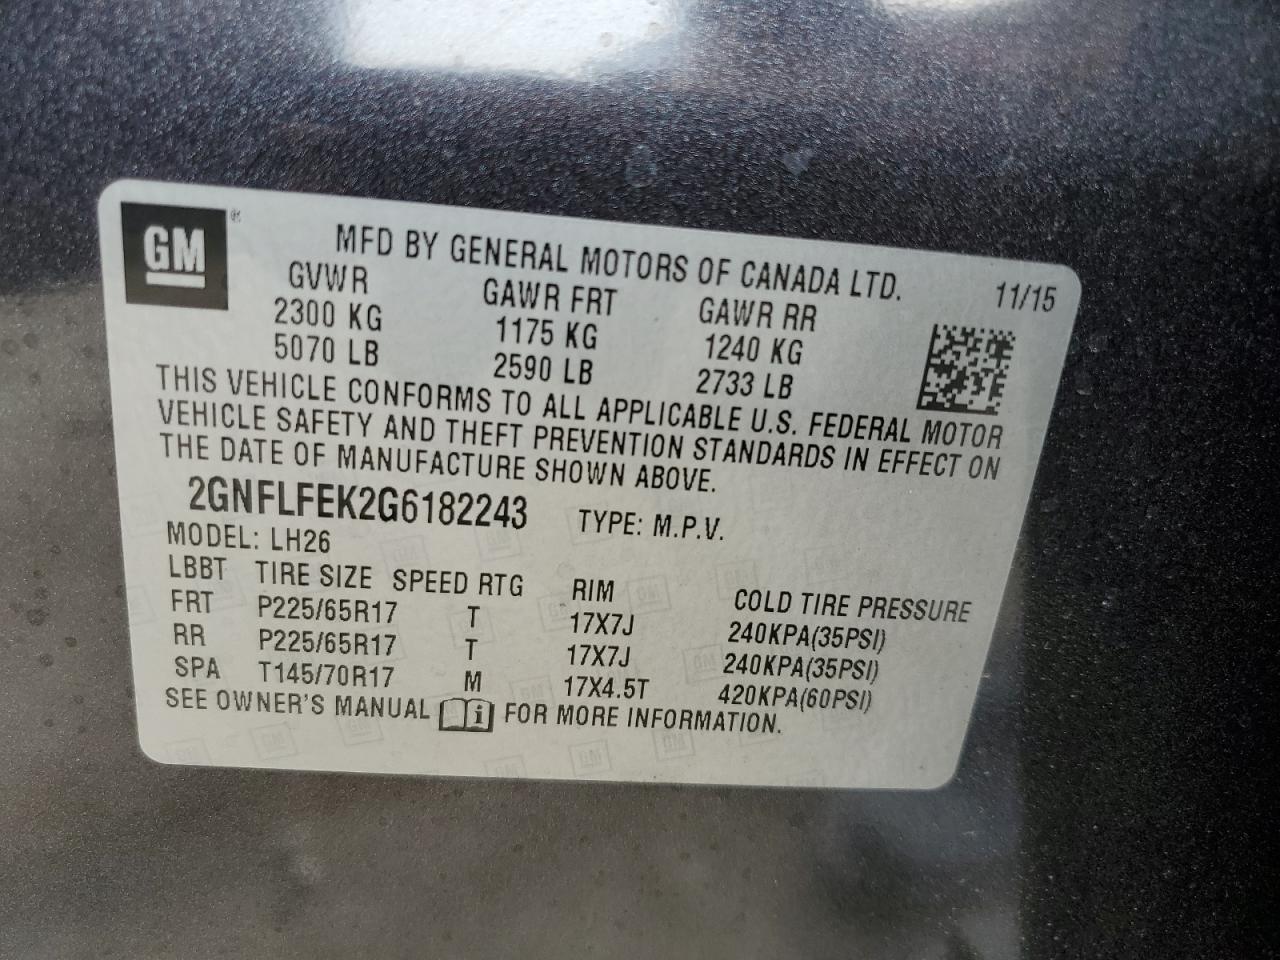 GM ®
MFD BY GENERAL MOTORS OF CANADA LTD.
GVWR GAWR FRT GAWR RR 11/15
2300 KG 1175 KG 1240 KG
5070 LB 2590 LB 2733 LB
THIS VEHICLE CONFORMS TO ALL APPLICABLE U.S. FEDERAL MOTOR
VEHICLE SAFETY AND THEFT PREVENTION STANDARDS IN EFFECT ON
THE DATE OF MANUFACTURE SHOWN ABOVE.
2GNFLFEK2G6182243 TYPE: M.P.V.
MODEL: LH26
LBBT TIRE SIZE SPEED RTG RIM COLD TIRE PRESSURE
FRT P225/65R17 T 17X7J 240KPA(35PSI)
RR P225/65R17 T 17X7J 240KPA(35PSI)
SPA T145/70R17 M 17X4.5T 420KPA(60PSI)
SEE OWNER'S MANUAL i FOR MORE INFORMATION.